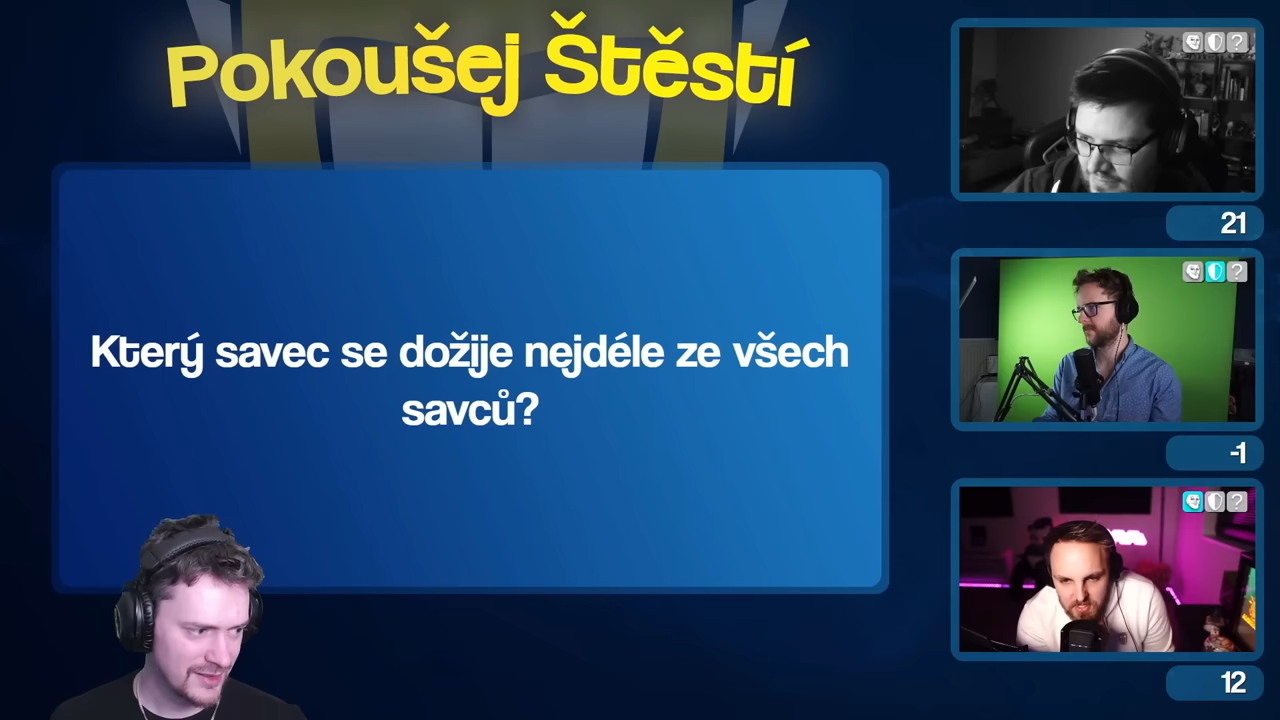 Pokoušej Štěstí
Který savec se dožije nejdéle ze všech
savců?
21
-1
12